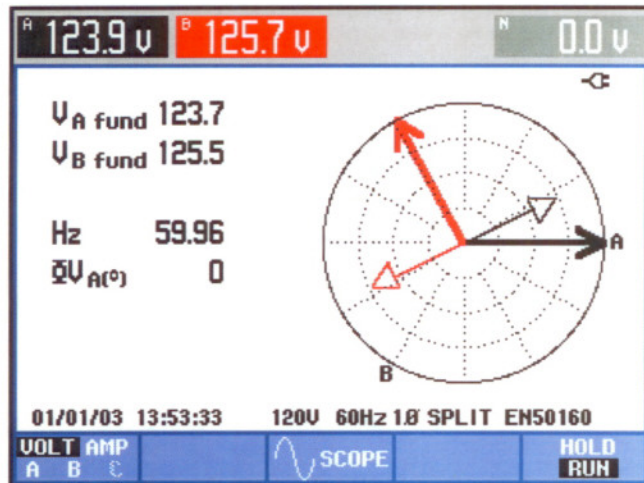 A 123.9 V B 125.7 V N 0.0 V
VA fund 123.7
VB fund 125.5
Hz 59.96
ΦVA(°) 0
A
B
01/01/03 13:53:33 120V 60Hz 1Ø SPLIT EN50160
VOLT AMP
A B C
SCOPE
HOLD
RUN